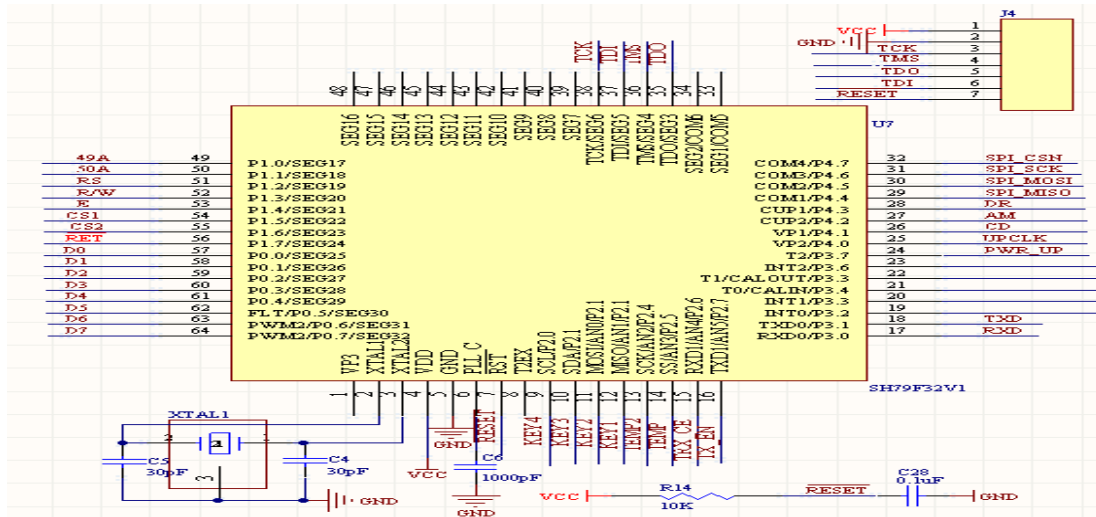 J4
VCC 1
GND 2
TCK 3
TMS 4
TDO 5
TDI 6
RESET 7
TCK TDI TMS TDO
48 47 46 45 44 43 42 41 40 39 38 37 36 35 34 33
SEG16 SEG15 SEG14 SEG13 SEG12 SEG11 SEG10 SEG9 SEG8 SEG7 TCK/SEG6 TDI/SEG5 TMS/SEG4 TDO/SEG3 SEG2/COM6 SEG1/COM5
U7
49A 49 P1.0/SEG17
50A 50 P1.1/SEG18
RS 51 P1.2/SEG19
R/W 52 P1.3/SEG20
E 53 P1.4/SEG21
CS1 54 P1.5/SEG22
CS2 55 P1.6/SEG23
RET 56 P1.7/SEG24
D0 57 P0.0/SEG25
D1 58 P0.1/SEG26
D2 59 P0.2/SEG27
D3 60 P0.3/SEG28
D4 61 P0.4/SEG29
D5 62 FLT/P0.5/SEG30
D6 63 PWM2/P0.6/SEG31
D7 64 PWM2/P0.7/SEG32
COM4/P4.7 32 SPI_CSN
COM3/P4.6 31 SPI_SCK
COM2/P4.5 30 SPI_MOSI
COM1/P4.4 29 SPI_MISO
CUP1/P4.3 28 DR
CUP2/P4.2 27 AM
VP1/P4.1 26 CD
VP2/P4.0 25 UPCLK
T2/P3.7 24 PWR_UP
INT2/P3.6 23
T1/CALOUT/P3.3 22
T0/CALIN/P3.4 21
INT1/P3.3 20
INT0/P3.2 19
TXD0/P3.1 18 TXD
RXD0/P3.0 17 RXD
VP3 XTAL1 XTAL2 VDD GND PLL_C RST T2EX SCL/P2.0 SDA/P2.1 MOSI/AN0/P2.1 MISO/AN1/P2.1 SCK/AN2/P2.4 SS/AN3/P2.5 RXD1/AN4/P2.6 TXD1/AN5/P2.7
SH79F32V1
1 2 3 4 5 6 7 8 9 10 11 12 13 14 15 16
RESET KEY4 KEY3 KEY2 KEY1 TEMP2 TEMP TRX_CE TX_EN
XTAL1
2 1
3
C5
30pF
C4
30pF
GND
VCC
GND
C6
1000pF
GND
VCC
R14
10K
RESET
C28
0.1uF
GND